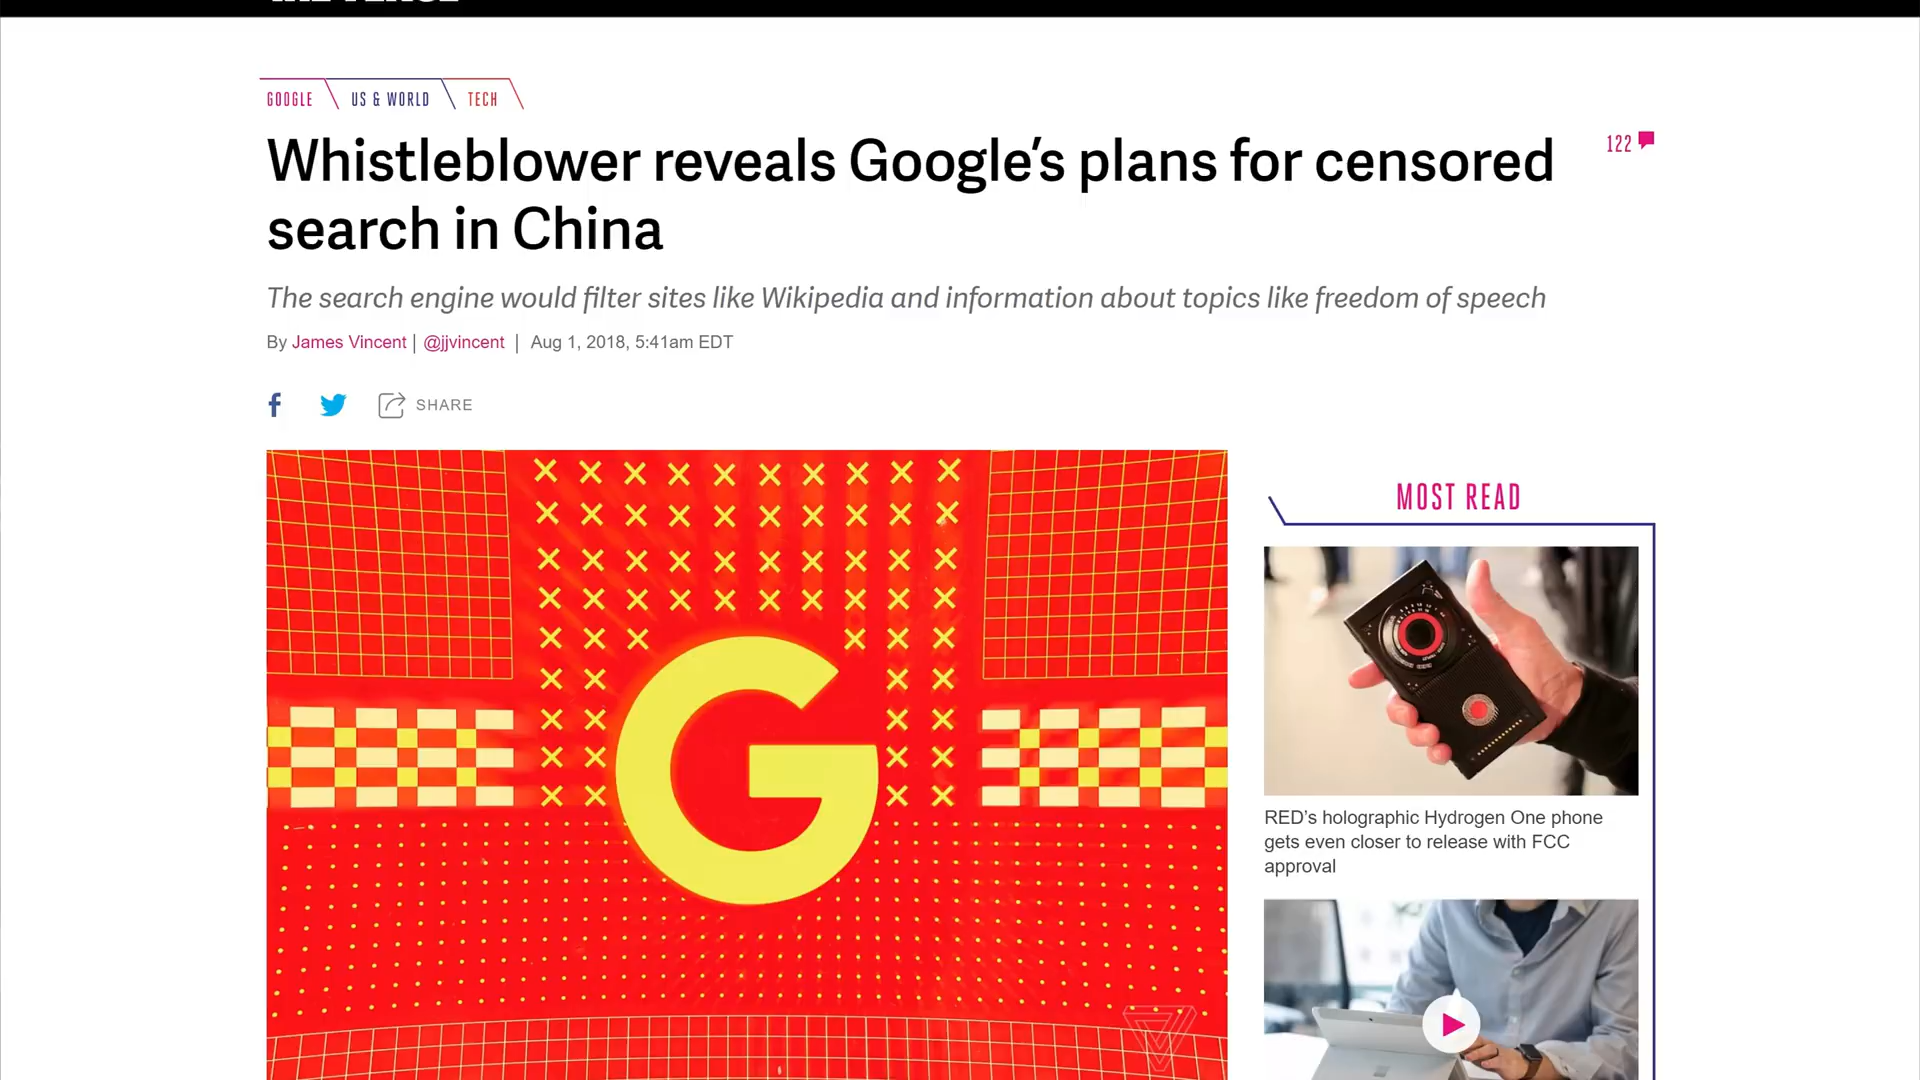 GOOGLE
US & WORLD
TECH
Whistleblower reveals Google’s plans for censored
search in China
122
The search engine would filter sites like Wikipedia and information about topics like freedom of speech
By James Vincent | @jjvincent | Aug 1, 2018, 5:41am EDT
SHARE
MOST READ
RED’s holographic Hydrogen One phone
gets even closer to release with FCC
approval